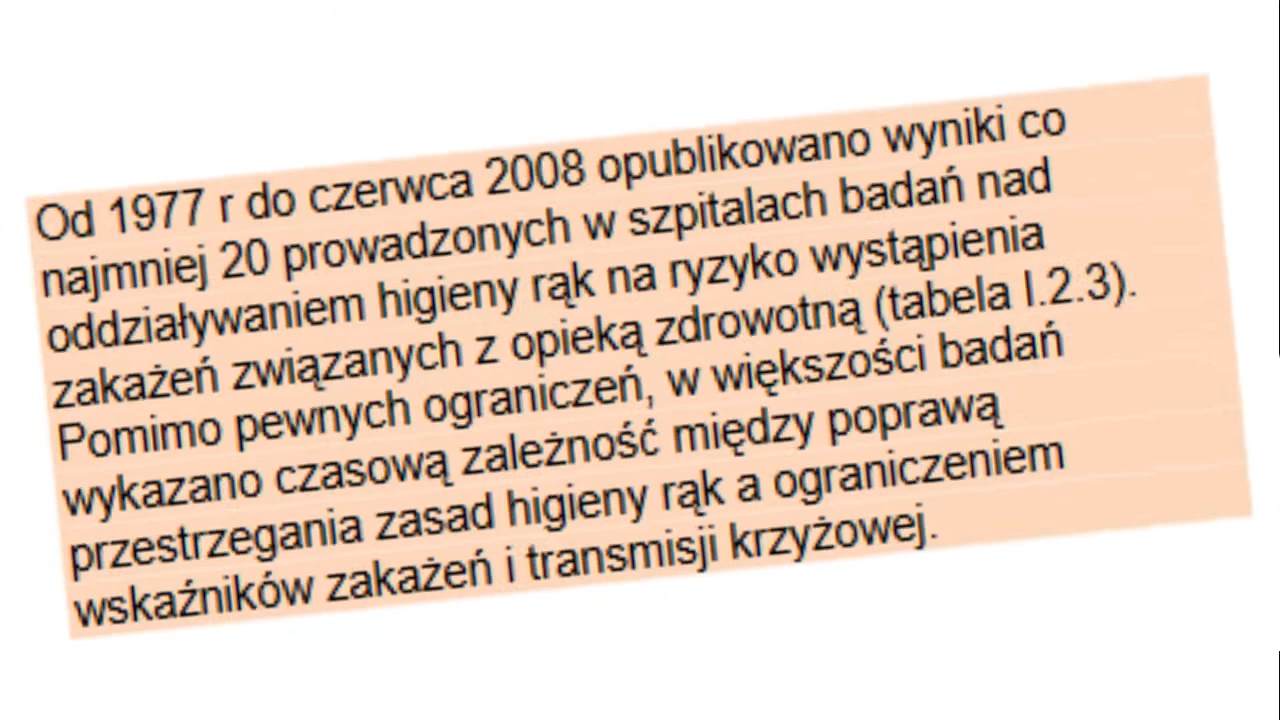 Od 1977 r do czerwca 2008 opublikowano wyniki co
najmniej 20 prowadzonych w szpitalach badań nad
oddziaływaniem higieny rąk na ryzyko wystąpienia
zakażeń związanych z opieką zdrowotną (tabela I.2.3).
Pomimo pewnych ograniczeń, w większości badań
wykazano czasową zależność między poprawą
przestrzegania zasad higieny rąk a ograniczeniem
wskaźników zakażeń i transmisji krzyżowej.